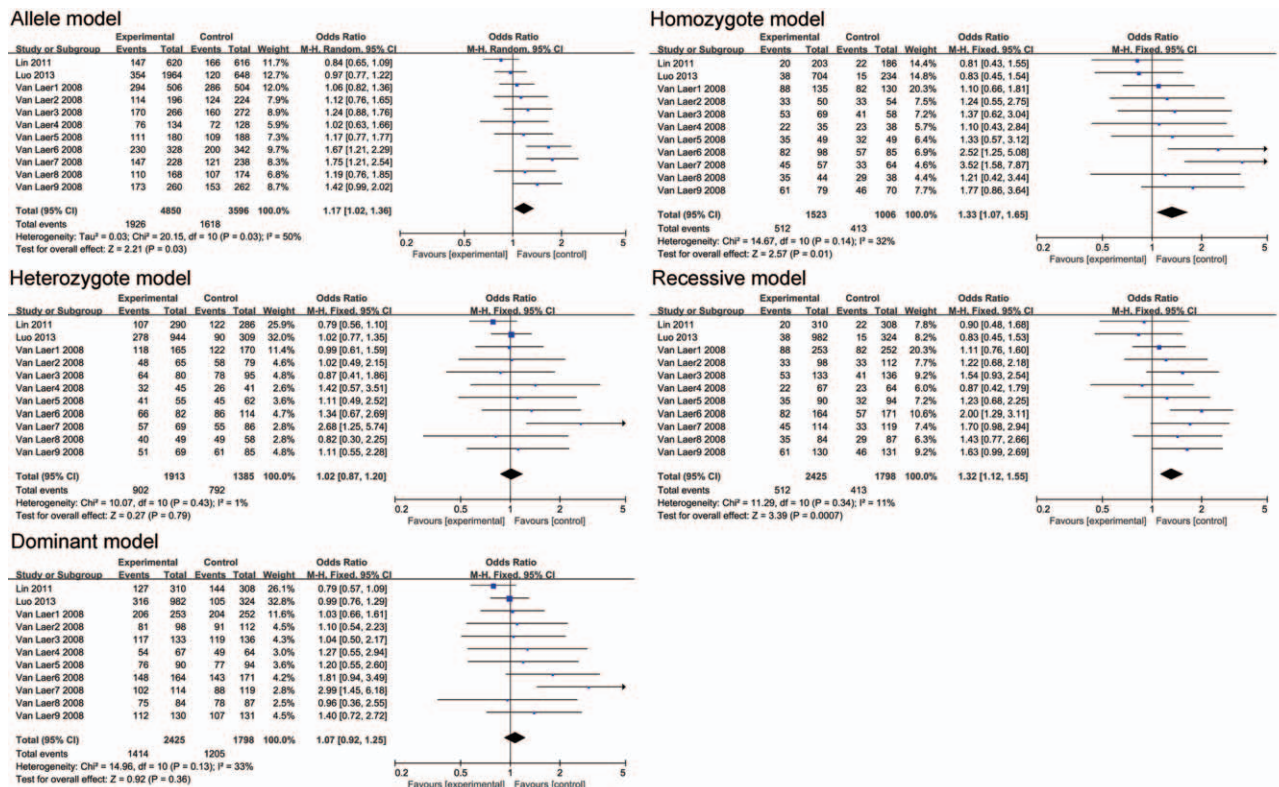 Allele model
Experimental Control Odds Ratio Odds Ratio
Study or Subgroup Events Total Events Total Weight M-H. Random. 95% CI M-H. Random. 95% CI
Lin 2011 147 620 166 616 11.7% 0.84 [0.65, 1.09]
Luo 2013 354 1964 120 648 13.1% 0.97 [0.77, 1.22]
Van Laer1 2008 294 506 286 504 12.0% 1.06 [0.82, 1.36]
Van Laer2 2008 114 196 124 224 7.9% 1.12 [0.76, 1.65]
Van Laer3 2008 170 266 160 272 9.0% 1.24 [0.88, 1.76]
Van Laer4 2008 76 134 72 128 6.0% 1.02 [0.63, 1.66]
Van Laer5 2008 111 180 109 188 7.3% 1.17 [0.77, 1.77]
Van Laer6 2008 230 328 200 342 9.6% 1.67 [1.21, 2.29]
Van Laer7 2008 147 228 121 238 8.3% 1.75 [1.21, 2.54]
Van Laer8 2008 110 168 107 174 6.8% 1.19 [0.76, 1.85]
Van Laer9 2008 173 260 153 262 8.7% 1.42 [0.99, 2.02]
Total (95% CI) 4850 3596 100.0% 1.17 [1.02, 1.36]
Total events 1926 1618
Heterogeneity: Tau² = 0.03; Chi² = 20.15, df = 10 (P = 0.03); I² = 50%
Test for overall effect: Z = 2.21 (P = 0.03)
0.2 0.5 1 2 5
Favours [experimental] Favours [control]
Homozygote model
Experimental Control Odds Ratio Odds Ratio
Study or Subgroup Events Total Events Total Weight M-H. Fixed. 95% CI M-H. Fixed. 95% CI
Lin 2011 20 203 22 186 14.4% 0.81 [0.43, 1.55]
Luo 2013 38 704 15 234 14.8% 0.83 [0.45, 1.54]
Van Laer1 2008 88 135 82 130 20.3% 1.10 [0.66, 1.81]
Van Laer2 2008 33 50 33 54 7.5% 1.24 [0.55, 2.75]
Van Laer3 2008 53 69 41 58 7.2% 1.37 [0.62, 3.04]
Van Laer4 2008 22 35 23 38 5.7% 1.10 [0.43, 2.84]
Van Laer5 2008 35 49 32 49 6.4% 1.33 [0.57, 3.12]
Van Laer6 2008 82 98 57 85 6.8% 2.52 [1.25, 5.08]
Van Laer7 2008 45 57 33 64 4.6% 3.52 [1.58, 7.87]
Van Laer8 2008 35 44 29 38 4.5% 1.21 [0.42, 3.44]
Van Laer9 2008 61 79 46 70 7.7% 1.77 [0.86, 3.64]
Total (95% CI) 1523 1006 100.0% 1.33 [1.07, 1.65]
Total events 512 413
Heterogeneity: Chi² = 14.67, df = 10 (P = 0.14); I² = 32%
Test for overall effect: Z = 2.57 (P = 0.01)
0.2 0.5 1 2 5
Favours [experimental] Favours [control]
Heterozygote model
Experimental Control Odds Ratio Odds Ratio
Study or Subgroup Events Total Events Total Weight M-H. Fixed. 95% CI M-H. Fixed. 95% CI
Lin 2011 107 290 122 286 25.9% 0.79 [0.56, 1.10]
Luo 2013 278 944 90 309 32.0% 1.02 [0.77, 1.35]
Van Laer1 2008 118 165 122 170 11.4% 0.99 [0.61, 1.59]
Van Laer2 2008 48 65 58 79 4.6% 1.02 [0.49, 2.15]
Van Laer3 2008 64 80 78 95 4.8% 0.87 [0.41, 1.86]
Van Laer4 2008 32 45 26 41 2.7% 1.42 [0.57, 3.51]
Van Laer5 2008 41 55 45 62 3.6% 1.11 [0.49, 2.52]
Van Laer6 2008 66 82 86 114 4.7% 1.34 [0.67, 2.69]
Van Laer7 2008 57 69 55 86 2.9% 2.68 [1.25, 5.74]
Van Laer8 2008 40 49 49 58 2.9% 0.82 [0.30, 2.25]
Van Laer9 2008 51 69 61 85 4.8% 1.11 [0.55, 2.28]
Total (95% CI) 1913 1385 100.0% 1.02 [0.87, 1.20]
Total events 902 792
Heterogeneity: Chi² = 10.07, df = 10 (P = 0.43); I² = 1%
Test for overall effect: Z = 0.27 (P = 0.79)
0.2 0.5 1 2 5
Favours [experimental] Favours [control]
Recessive model
Experimental Control Odds Ratio Odds Ratio
Study or Subgroup Events Total Events Total Weight M-H. Fixed. 95% CI M-H. Fixed. 95% CI
Lin 2011 20 310 22 308 7.8% 0.90 [0.48, 1.68]
Luo 2013 38 982 15 324 8.3% 0.83 [0.45, 1.53]
Van Laer1 2008 88 253 82 252 20.3% 1.11 [0.76, 1.60]
Van Laer2 2008 33 98 33 112 7.7% 1.22 [0.68, 2.18]
Van Laer3 2008 53 133 41 136 9.2% 1.54 [0.93, 2.54]
Van Laer4 2008 22 67 23 64 6.0% 0.87 [0.42, 1.79]
Van Laer5 2008 35 90 32 94 7.2% 1.23 [0.68, 2.25]
Van Laer6 2008 82 164 57 171 10.6% 2.00 [1.29, 3.11]
Van Laer7 2008 45 114 33 119 7.4% 1.70 [0.98, 2.94]
Van Laer8 2008 35 84 29 87 6.3% 1.43 [0.77, 2.66]
Van Laer9 2008 61 130 46 131 9.2% 1.63 [0.99, 2.69]
Total (95% CI) 2425 1798 100.0% 1.32 [1.12, 1.55]
Total events 512 413
Heterogeneity: Chi² = 11.29, df = 10 (P = 0.34); I² = 11%
Test for overall effect: Z = 3.39 (P = 0.0007)
0.2 0.5 1 2 5
Favours [experimental] Favours [control]
Dominant model
Experimental Control Odds Ratio Odds Ratio
Study or Subgroup Events Total Events Total Weight M-H. Fixed. 95% CI M-H. Fixed. 95% CI
Lin 2011 127 310 144 308 26.1% 0.79 [0.57, 1.09]
Luo 2013 316 982 105 324 32.8% 0.99 [0.76, 1.29]
Van Laer1 2008 206 253 204 252 11.6% 1.03 [0.66, 1.61]
Van Laer2 2008 81 98 91 112 4.4% 1.10 [0.54, 2.23]
Van Laer3 2008 117 133 119 136 4.3% 1.04 [0.50, 2.17]
Van Laer4 2008 54 67 49 64 2.9% 1.27 [0.55, 2.94]
Van Laer5 2008 76 90 77 94 3.5% 1.20 [0.55, 2.60]
Van Laer6 2008 148 164 143 171 4.1% 1.81 [0.94, 3.49]
Van Laer7 2008 102 114 88 119 2.8% 2.99 [1.45, 6.18]
Van Laer8 2008 75 84 78 87 2.9% 0.96 [0.36, 2.55]
Van Laer9 2008 112 130 107 131 4.5% 1.40 [0.72, 2.72]
Total (95% CI) 2425 1798 100.0% 1.07 [0.92, 1.25]
Total events 1414 1205
Heterogeneity: Chi² = 14.96, df = 10 (P = 0.13); I² = 33%
Test for overall effect: Z = 0.92 (P = 0.36)
0.2 0.5 1 2 5
Favours [experimental] Favours [control]